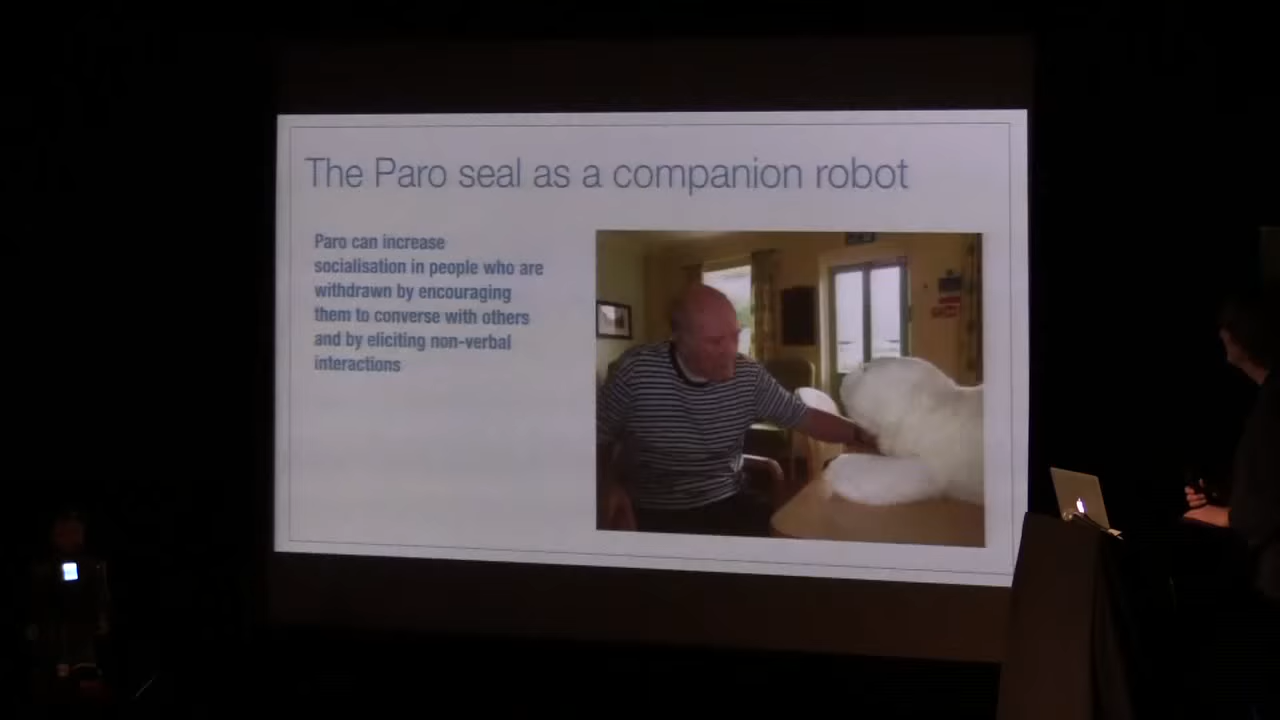 The Paro seal as a companion robot
Paro can increase
socialisation in people who are
withdrawn by encouraging
them to converse with others
and by eliciting non-verbal
interactions